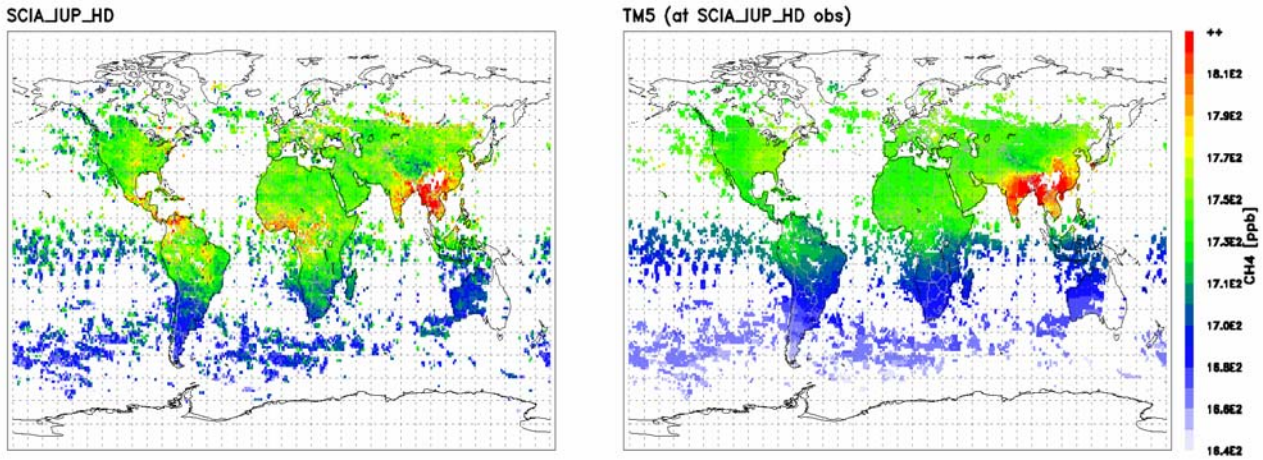 SCIA_IUP_HD
TM5 (at SCIA_IUP_HD obs)
++
18.1E2
17.9E2
17.7E2
17.5E2
17.3E2
17.1E2
17.0E2
16.8E2
16.6E2
16.4E2
CH4 [ppb]